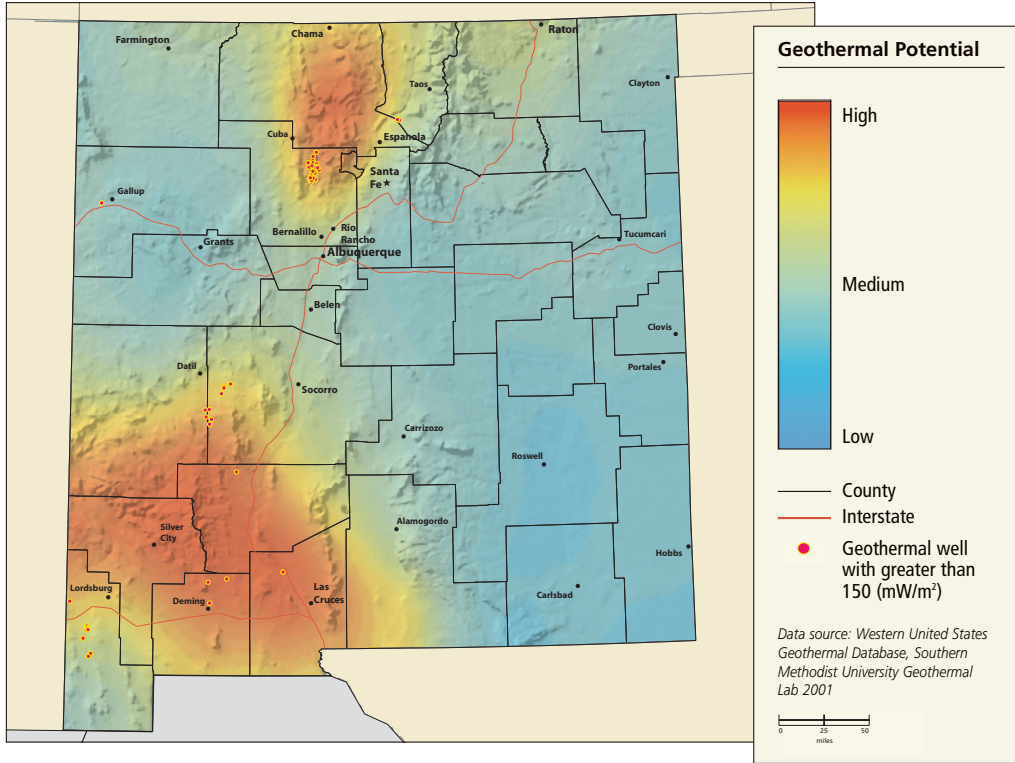 Farmington
Chama
Raton
Taos
Clayton
Cuba
Espanola
Santa
Fe
Gallup
Bernalillo
Rio
Rancho
Grants
Albuquerque
Tucumcari
Belen
Clovis
Portales
Datil
Socorro
Carrizozo
Roswell
Silver
City
Alamogordo
Hobbs
Lordsburg
Deming
Las
Cruces
Carlsbad
Geothermal Potential
High
Medium
Low
County
Interstate
Geothermal well
with greater than
150 (mW/m²)
Data source: Western United States
Geothermal Database, Southern
Methodist University Geothermal
Lab 2001
0 25 50
miles